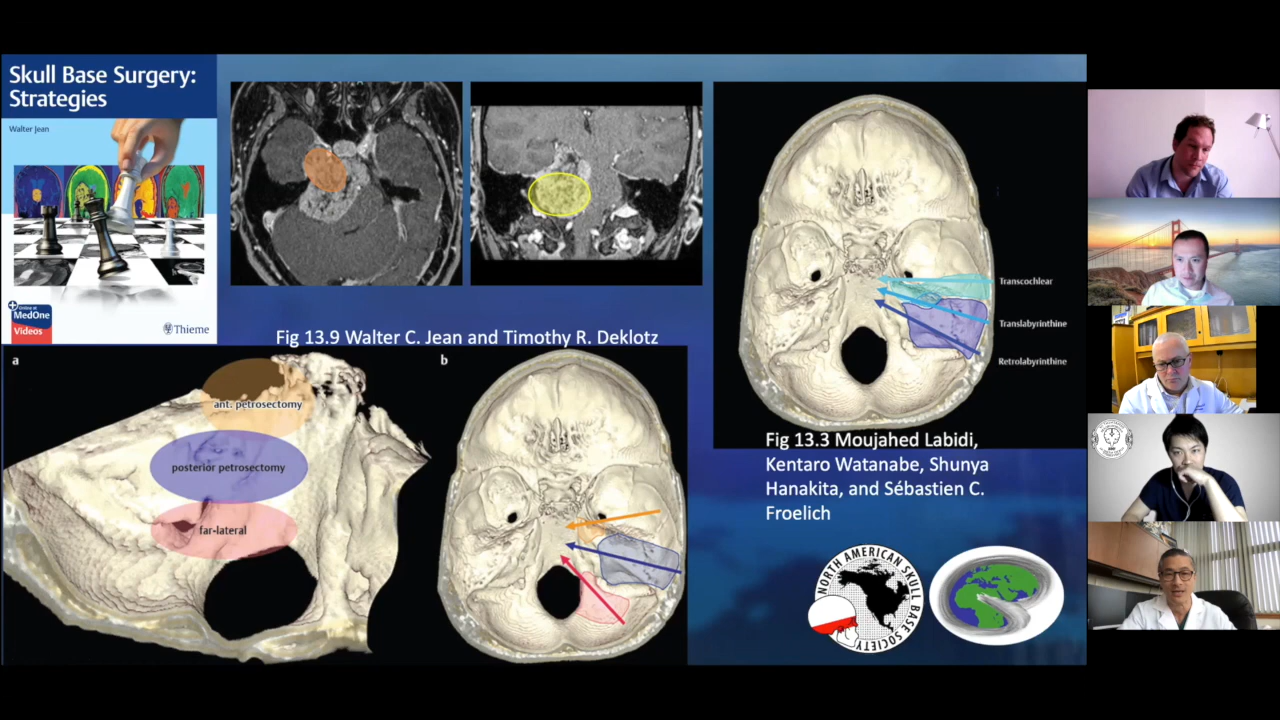 Skull Base Surgery:
Strategies
Walter Jean
Online at
MedOne
Videos
Thieme
Fig 13.9 Walter C. Jean and Timothy R. Deklotz
a
ant. petrosectomy
posterior petrosectomy
far-lateral
b
Transcochlear
Translabyrinthine
Retrolabyrinthine
Fig 13.3 Moujahed Labidi,
Kentaro Watanabe, Shunya
Hanakita, and Sébastien C.
Froelich
NORTH AMERICAN SKULL BASE SOCIETY